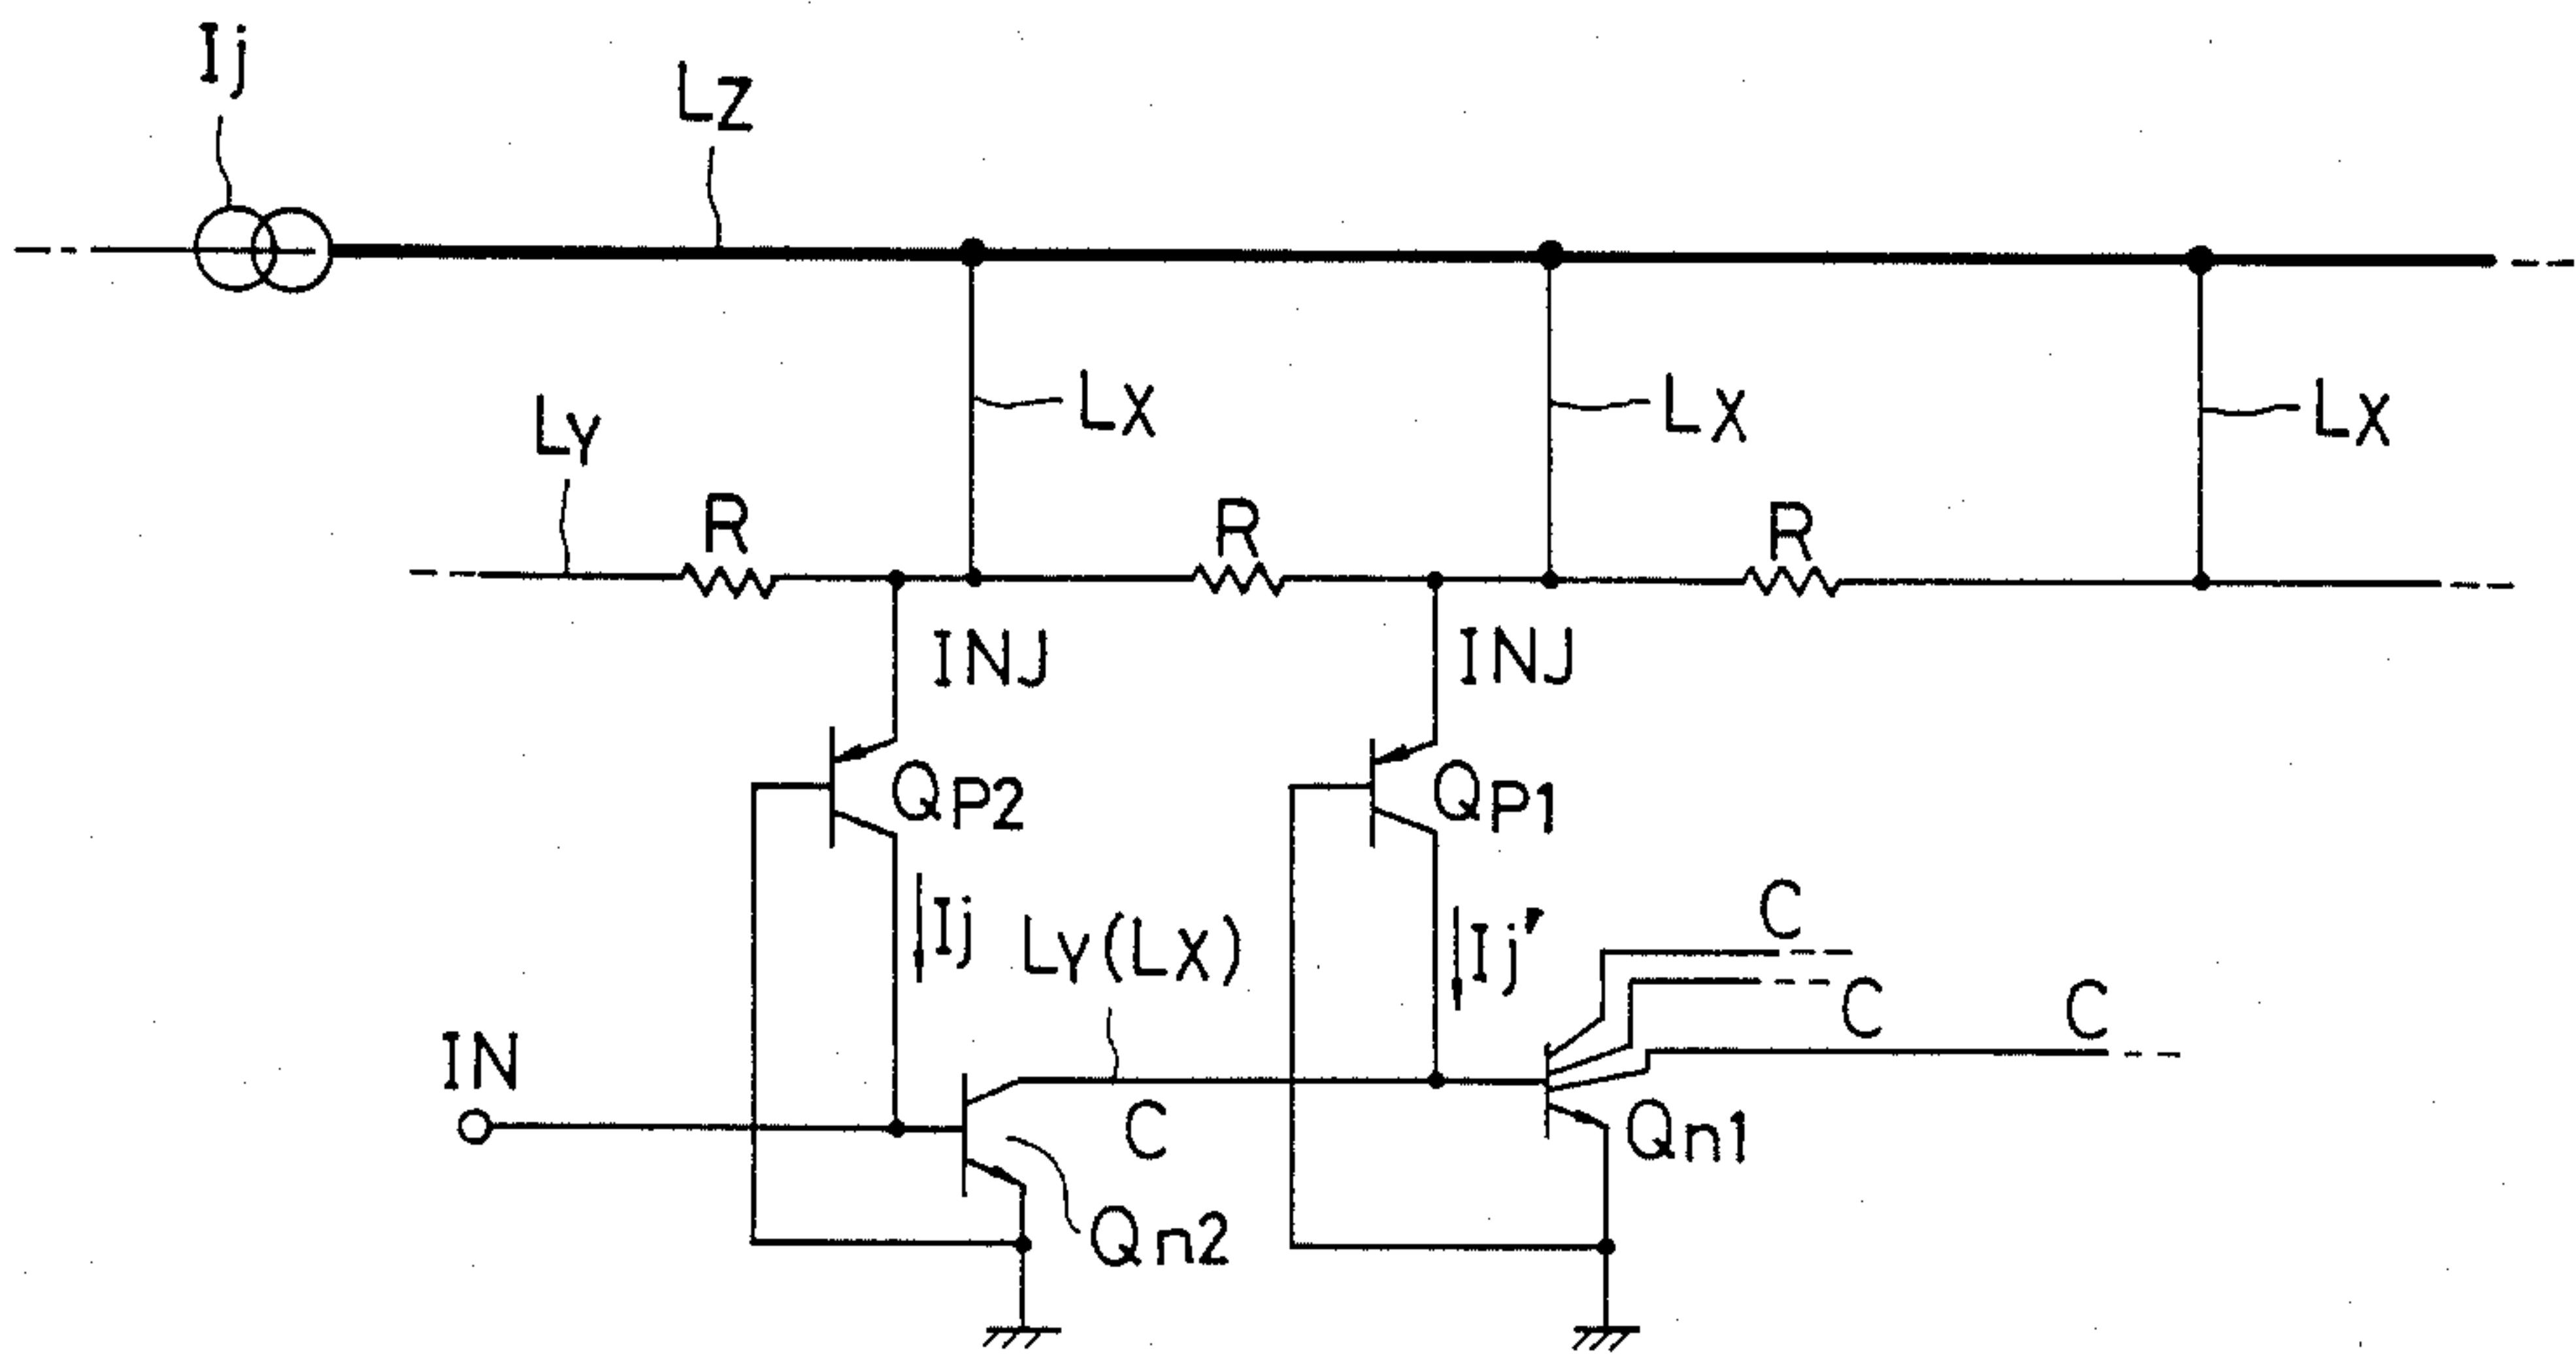 Ij
LZ
LX
LX
LX
LY
R
R
R
INJ
INJ
QP2
QP1
Ij
LY(LX)
Ij'
C
C
C
IN
C
Qn1
Qn2